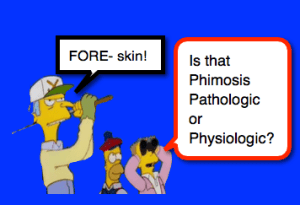 FORE- skin!
Is that
Phimosis
Pathologic
or
Physiologic?